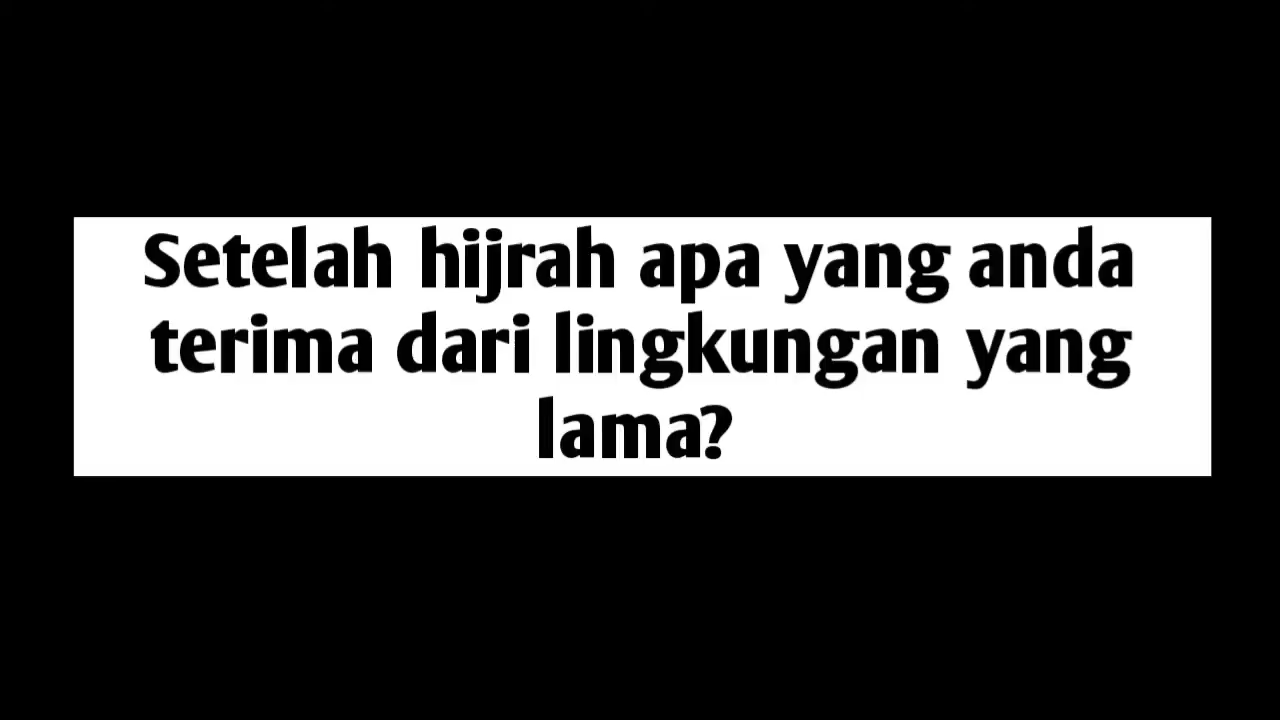 Setelah hijrah apa yang anda
terima dari lingkungan yang
lama?